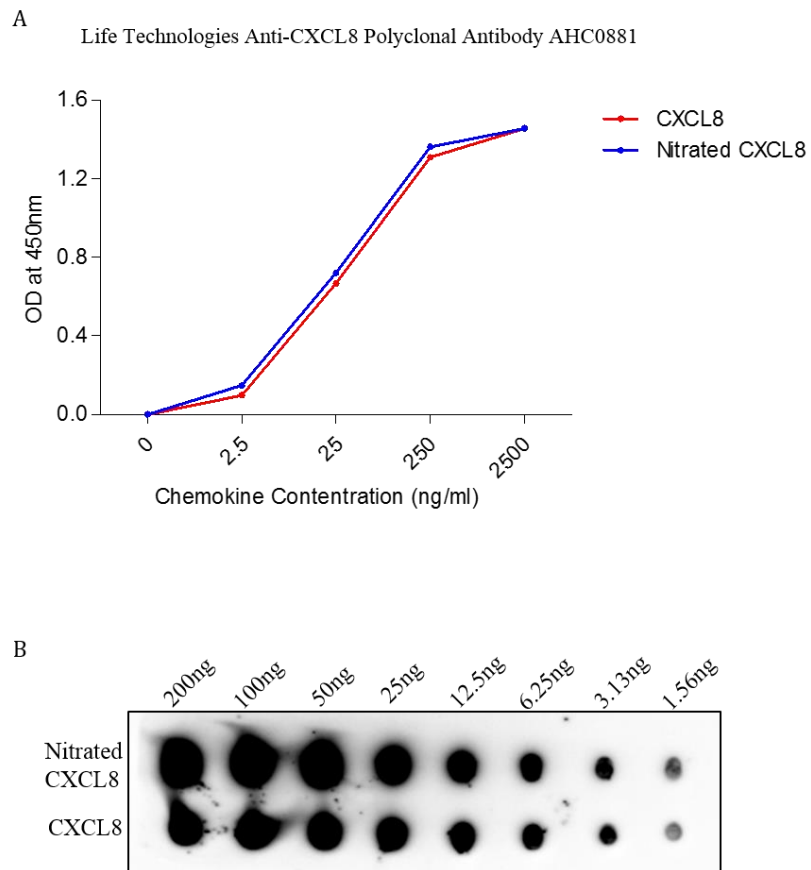 A
Life Technologies Anti-CXCL8 Polyclonal Antibody AHC0881
1.6
1.2
0.8
0.4
0.0
OD at 450nm
0
2.5
25
250
2500
Chemokine Contentration (ng/ml)
CXCL8
Nitrated CXCL8
B
200ng
100ng
50ng
25ng
12.5ng
6.25ng
3.13ng
1.56ng
Nitrated
CXCL8
CXCL8